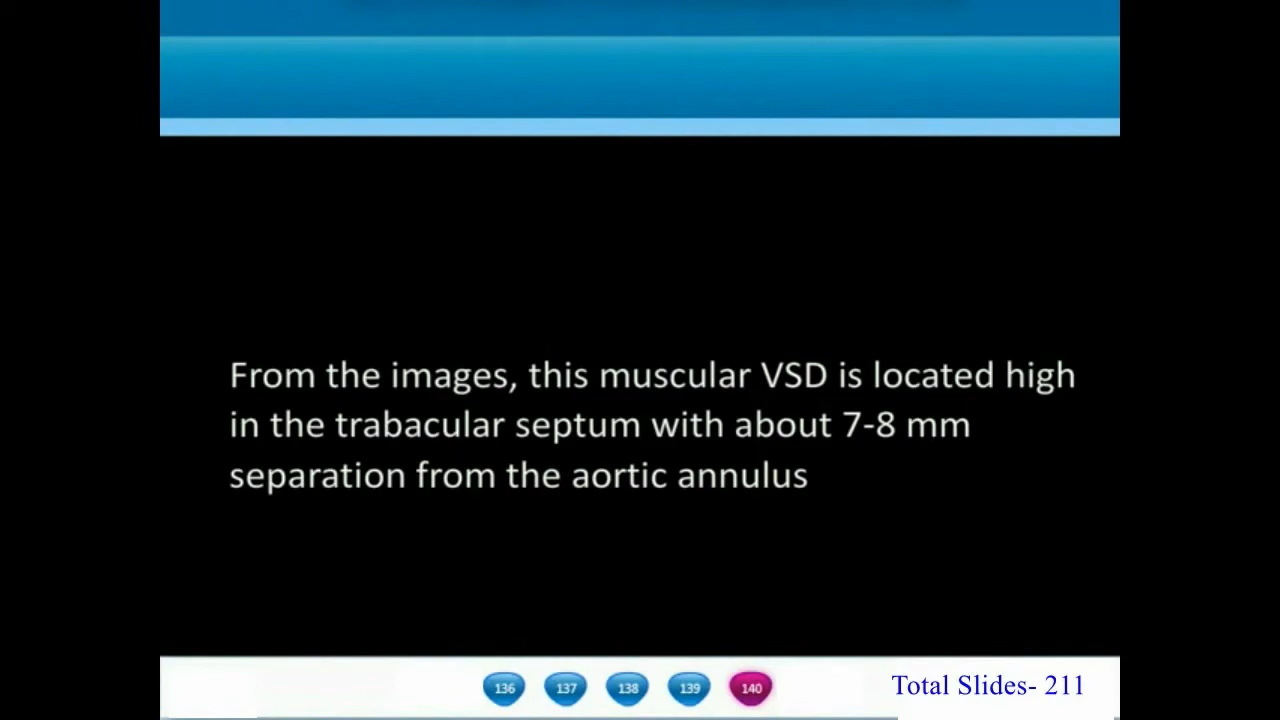 From the images, this muscular VSD is located high
in the trabacular septum with about 7-8 mm
separation from the aortic annulus
136 137 138 139 140
Total Slides- 211